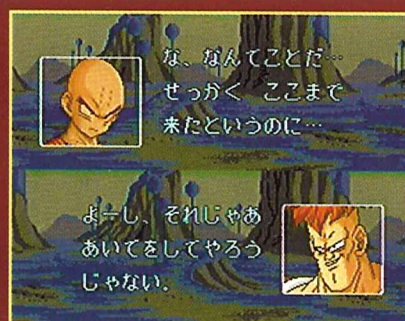 な、なんてことだ…
せっかく ここまで
来たというのに…
よーし、それじゃあ
あいてをしてやろう
じゃない。